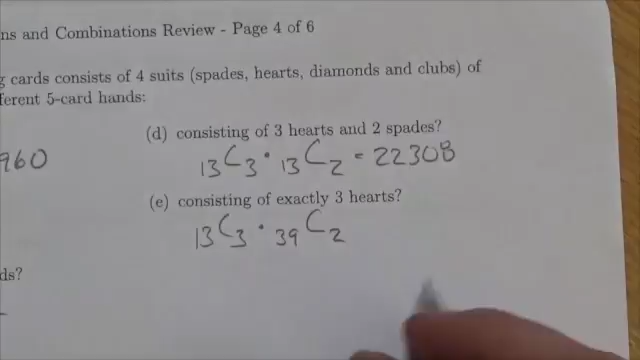 ns and Combinations Review - Page 4 of 6
g cards consists of 4 suits (spades, hearts, diamonds and clubs) of
ferent 5-card hands:
(d) consisting of 3 hearts and 2 spades?
960
₁₃C₃ · ₁₃C₂ = 22308
(e) consisting of exactly 3 hearts?
₁₃C₃ · ₃₉C₂
ds?